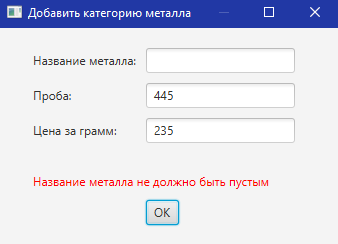 Добавить категорию металла
Название металла:
Проба: 445
Цена за грамм: 235
Название металла не должно быть пустым
OK